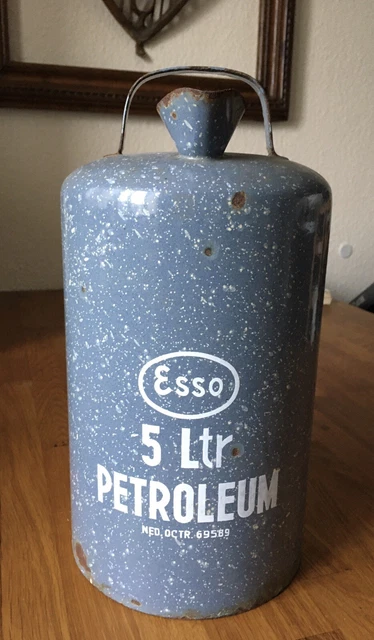 Esso
5 Ltr
PETROLEUM
NED. OCTR. 69589